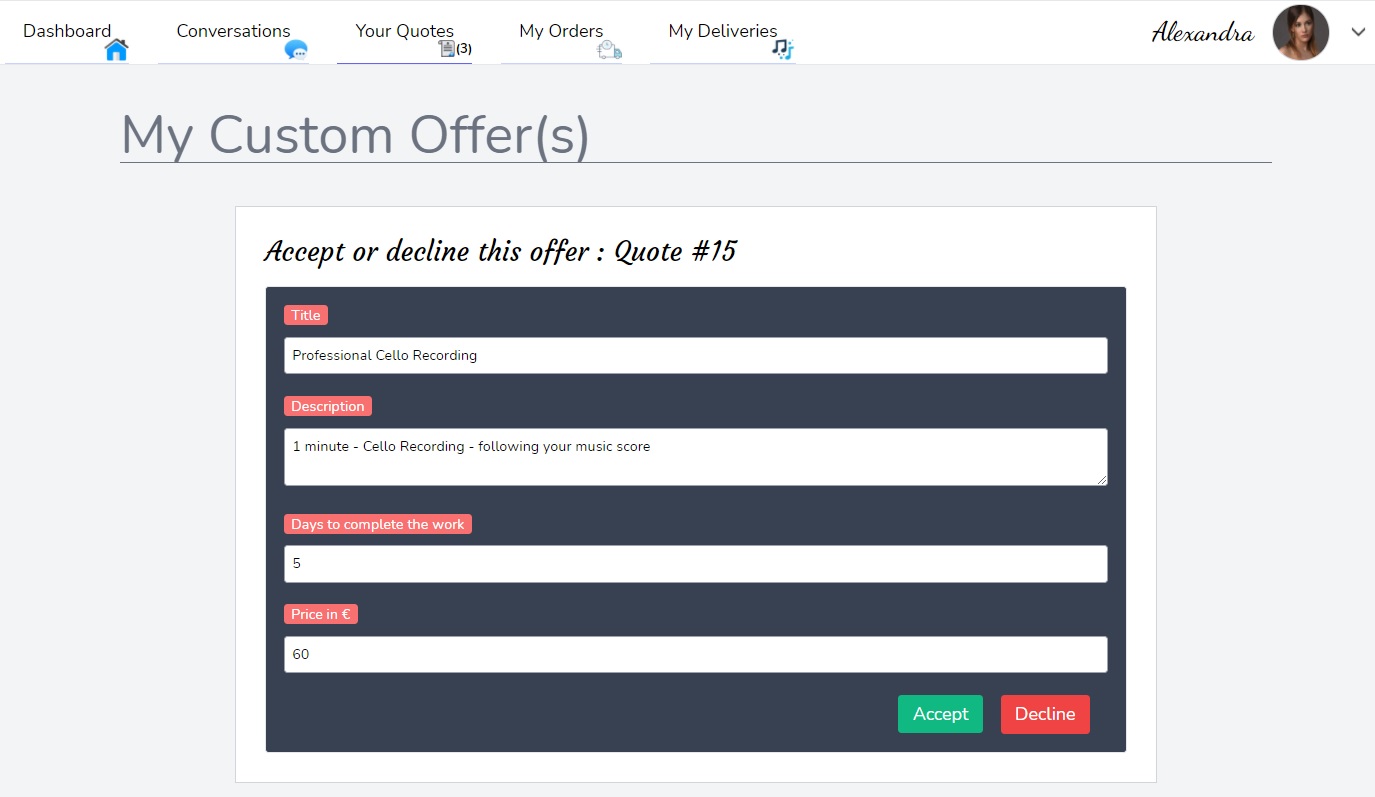 Dashboard Conversations Your Quotes (3) My Orders My Deliveries Alexandra
My Custom Offer(s)
Accept or decline this offer : Quote #15
Title
Professional Cello Recording
Description
1 minute - Cello Recording - following your music score
Days to complete the work
5
Price in €
60
Accept Decline